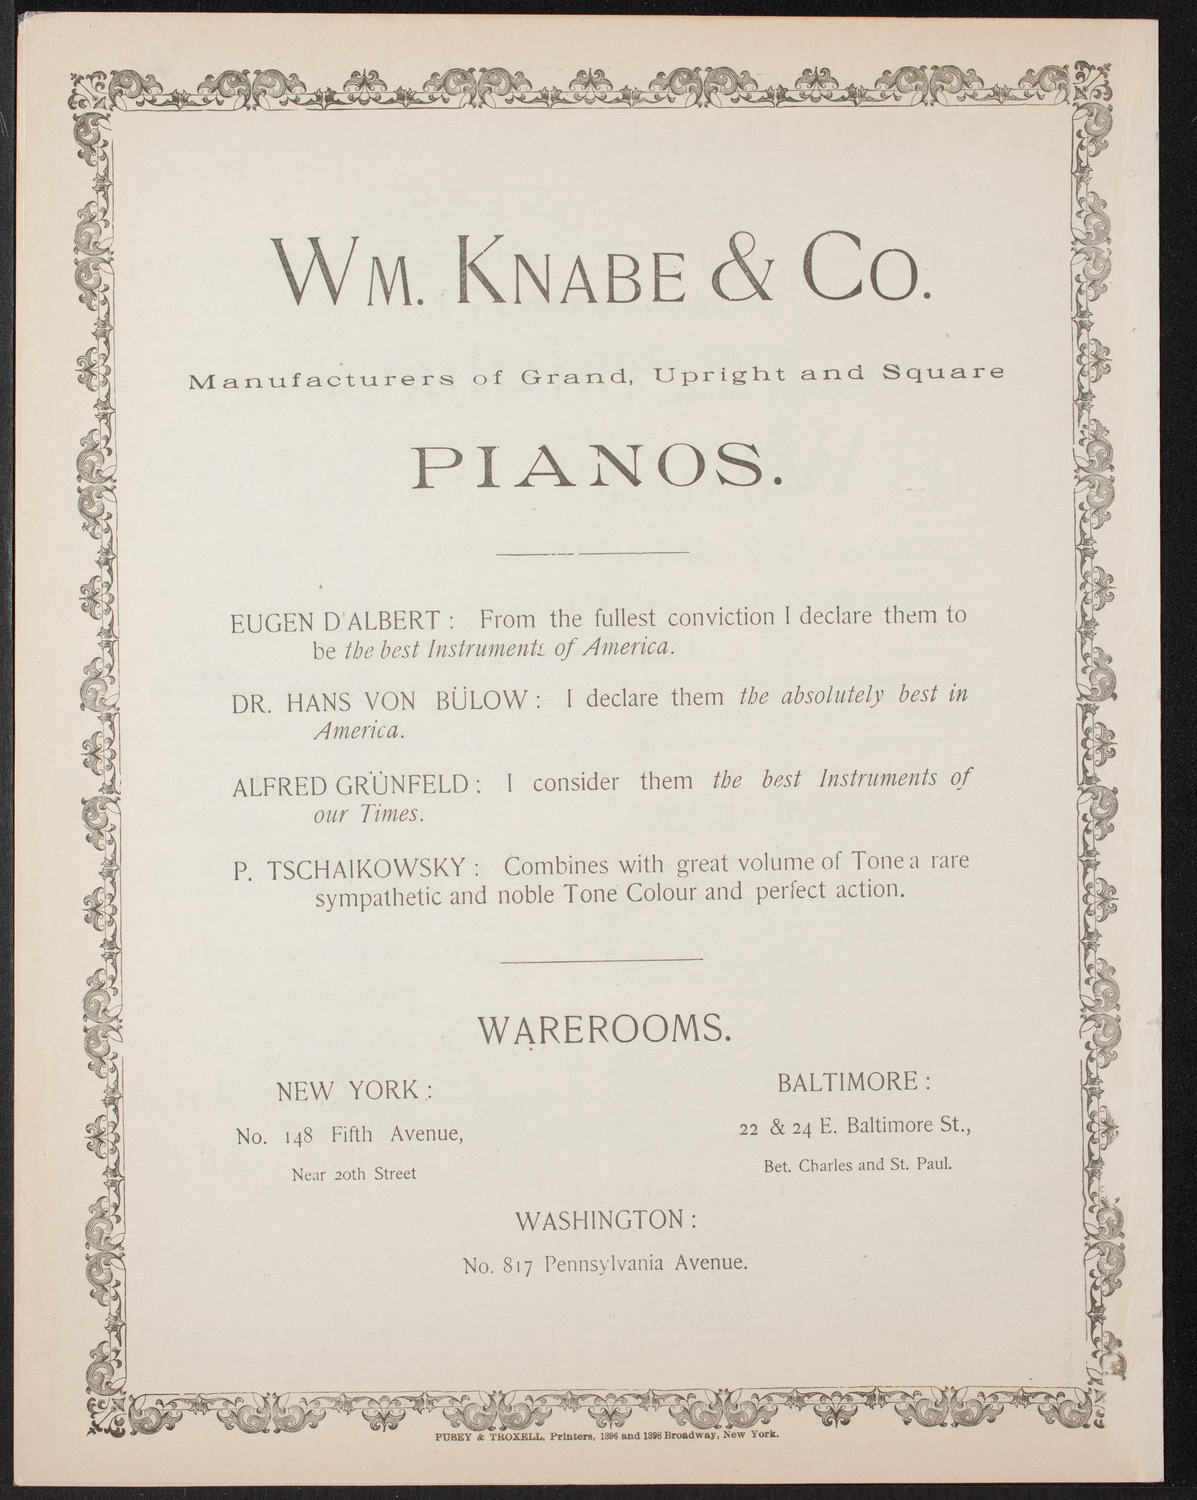 WM. KNABE & CO.
Manufacturers of Grand, Upright and Square
PIANOS.
EUGEN D'ALBERT : From the fullest conviction I declare them to
be the best Instruments of America.
DR. HANS VON BÜLOW : I declare them the absolutely best in
America.
ALFRED GRÜNFELD : I consider them the best Instruments of
our Times.
P. TSCHAIKOWSKY : Combines with great volume of Tone a rare
sympathetic and noble Tone Colour and perfect action.
WAREROOMS.
NEW YORK :
No. 148 Fifth Avenue,
Near 20th Street
BALTIMORE :
22 & 24 E. Baltimore St.,
Bet. Charles and St. Paul.
WASHINGTON :
No. 817 Pennsylvania Avenue.
PUSEY & TROXELL, Printers, 1396 and 1398 Broadway, New York.